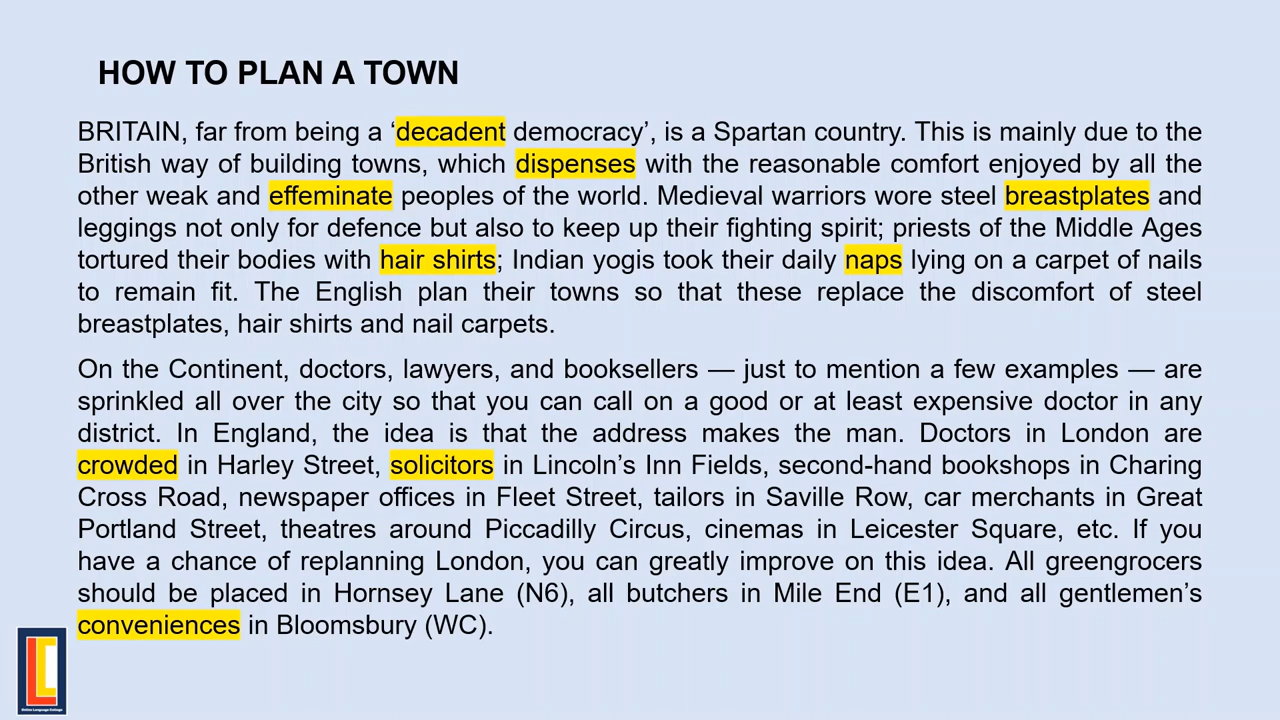 HOW TO PLAN A TOWN
BRITAIN, far from being a ‘decadent democracy’, is a Spartan country. This is mainly due to the
British way of building towns, which dispenses with the reasonable comfort enjoyed by all the
other weak and effeminate peoples of the world. Medieval warriors wore steel breastplates and
leggings not only for defence but also to keep up their fighting spirit; priests of the Middle Ages
tortured their bodies with hair shirts; Indian yogis took their daily naps lying on a carpet of nails
to remain fit. The English plan their towns so that these replace the discomfort of steel
breastplates, hair shirts and nail carpets.
On the Continent, doctors, lawyers, and booksellers — just to mention a few examples — are
sprinkled all over the city so that you can call on a good or at least expensive doctor in any
district. In England, the idea is that the address makes the man. Doctors in London are
crowded in Harley Street, solicitors in Lincoln’s Inn Fields, second-hand bookshops in Charing
Cross Road, newspaper offices in Fleet Street, tailors in Saville Row, car merchants in Great
Portland Street, theatres around Piccadilly Circus, cinemas in Leicester Square, etc. If you
have a chance of replanning London, you can greatly improve on this idea. All greengrocers
should be placed in Hornsey Lane (N6), all butchers in Mile End (E1), and all gentlemen’s
conveniences in Bloomsbury (WC).
Online Language College